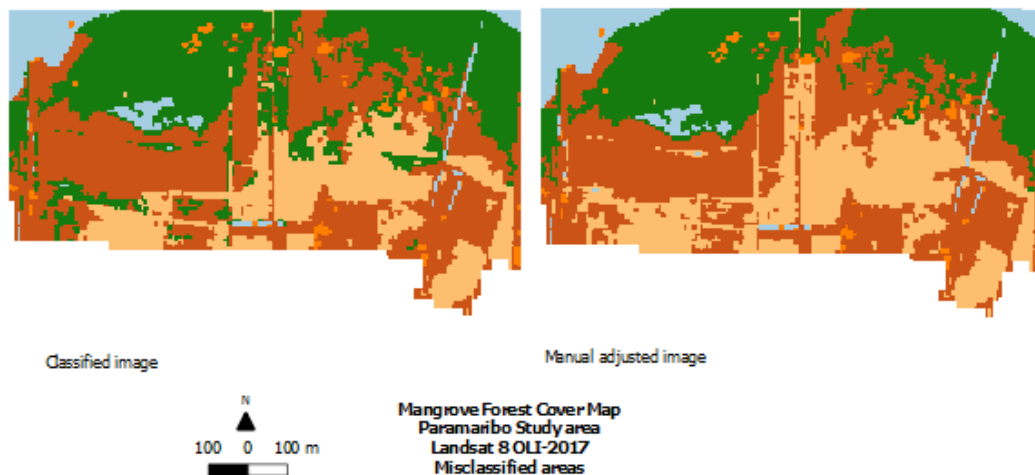 Classified image
Manual adjusted image
N
100 0 100 m
Mangrove Forest Cover Map
Paramaribo Study area
Landsat 8 OLI-2017
Misclassified areas